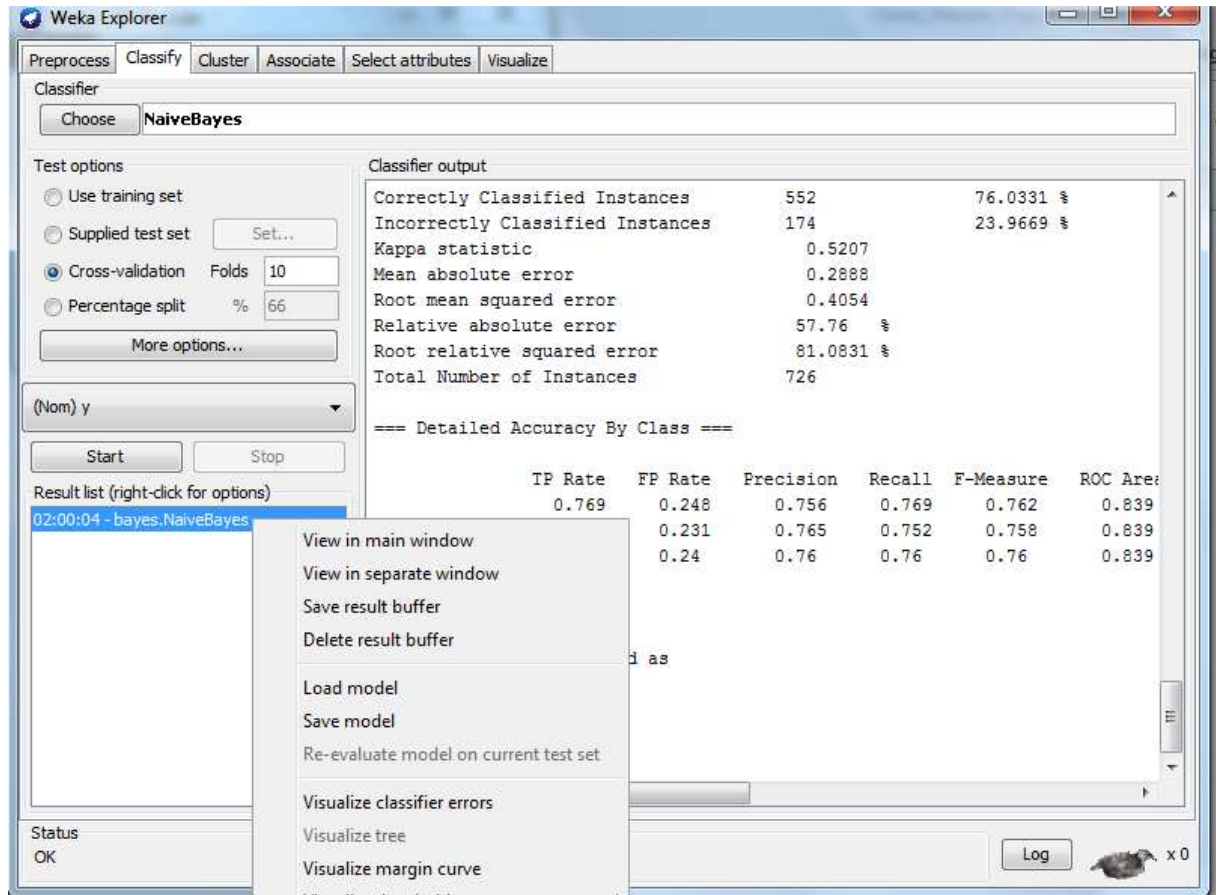 Weka Explorer
Preprocess Classify Cluster Associate Select attributes Visualize
Classifier
Choose NaiveBayes
Test options
Use training set
Supplied test set Set...
Cross-validation Folds 10
Percentage split % 66
More options...
(Nom) y
Start Stop
Result list (right-click for options)
02:00:04 - bayes.NaiveBayes
Classifier output
Correctly Classified Instances 552 76.0331 %
Incorrectly Classified Instances 174 23.9669 %
Kappa statistic 0.5207
Mean absolute error 0.2888
Root mean squared error 0.4054
Relative absolute error 57.76 %
Root relative squared error 81.0831 %
Total Number of Instances 726
=== Detailed Accuracy By Class ===
TP Rate FP Rate Precision Recall F-Measure ROC Area
0.769 0.248 0.756 0.769 0.762 0.839
0.231 0.765 0.752 0.758 0.839
0.24 0.76 0.76 0.76 0.839
d as
View in main window
View in separate window
Save result buffer
Delete result buffer
Load model
Save model
Re-evaluate model on current test set
Visualize classifier errors
Visualize tree
Visualize margin curve
Status
OK
Log x 0